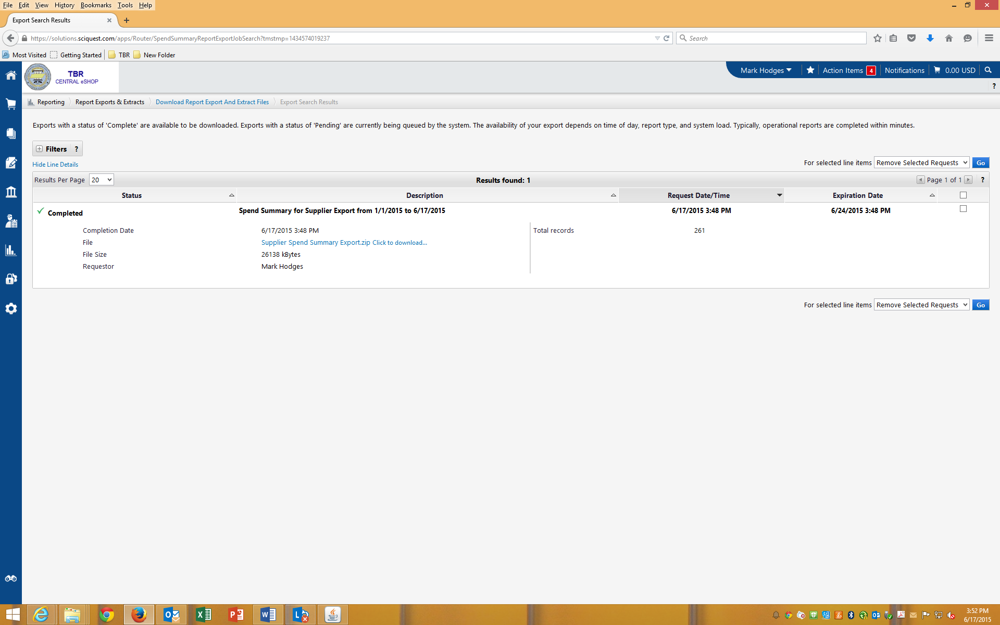 File Edit View History Bookmarks Tools Help
Export Search Results
https://solutions.sciquest.com/apps/Router/SpendSummaryReportExportJobSearch?tmstmp=1434574019237
Search
Most Visited Getting Started TBR New Folder
TBR
CENTRAL eSHOP
Mark Hodges Action Items 4 Notifications 0.00 USD
?
Reporting Report Exports & Extracts Download Report Export And Extract Files Export Search Results
Exports with a status of 'Complete' are available to be downloaded. Exports with a status of 'Pending' are currently being queued by the system. The availability of your export depends on time of day, report type, and system load. Typically, operational reports are completed within minutes.
Filters ?
Hide Line Details
For selected line items Remove Selected Requests Go
Results Per Page 20 Results found: 1 Page 1 of 1 ?
Status Description Request Date/Time Expiration Date
Completed Spend Summary for Supplier Export from 1/1/2015 to 6/17/2015 6/17/2015 3:48 PM 6/24/2015 3:48 PM
Completion Date 6/17/2015 3:48 PM Total records 261
File Supplier Spend Summary Export.zip Click to download...
File Size 26138 kBytes
Requestor Mark Hodges
For selected line items Remove Selected Requests Go
3:52 PM
6/17/2015